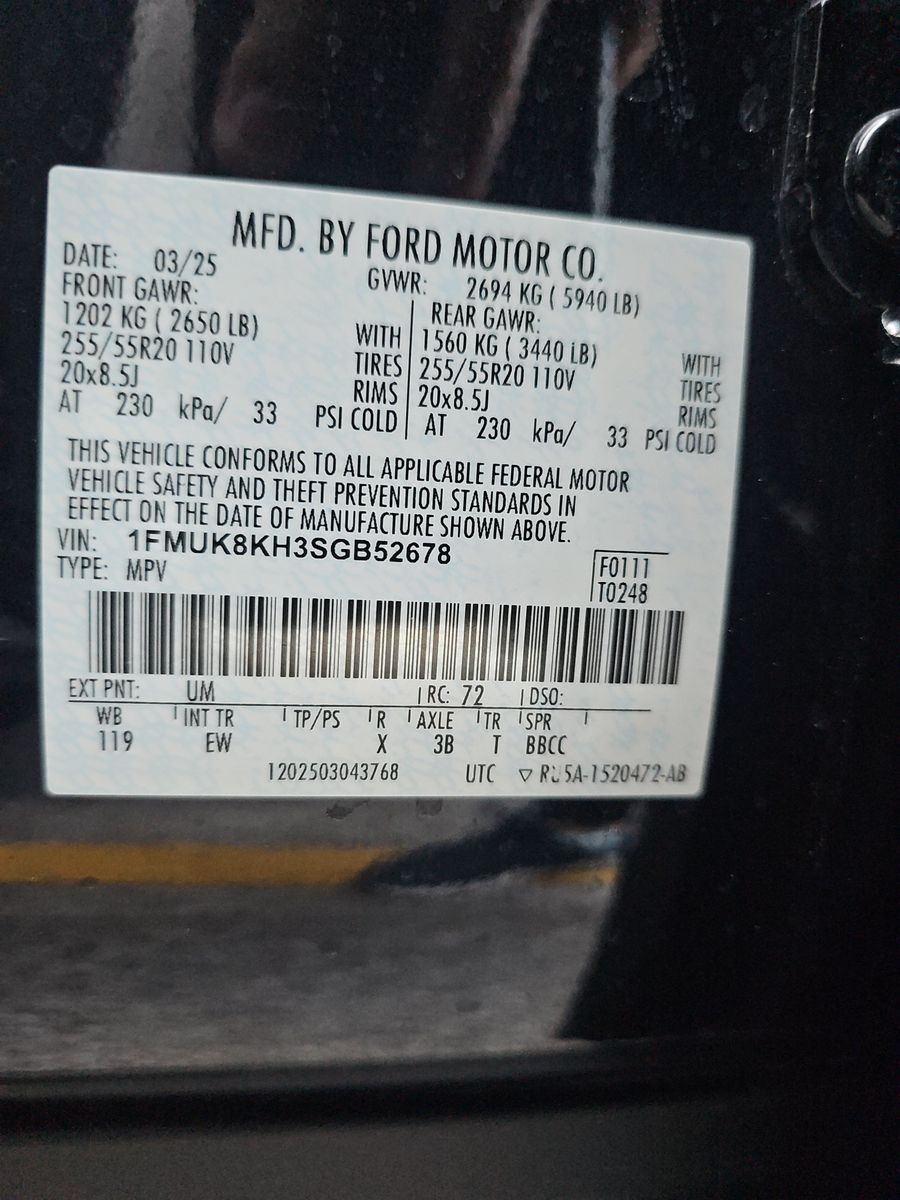 MFD. BY FORD MOTOR CO.
DATE: 03/25 GVWR: 2694 KG ( 5940 LB)
FRONT GAWR: REAR GAWR:
1202 KG ( 2650 LB) WITH 1560 KG ( 3440 LB) WITH
255/55R20 110V TIRES 255/55R20 110V TIRES
20x8.5J RIMS 20x8.5J RIMS
AT 230 kPa/ 33 PSI COLD AT 230 kPa/ 33 PSI COLD
THIS VEHICLE CONFORMS TO ALL APPLICABLE FEDERAL MOTOR
VEHICLE SAFETY AND THEFT PREVENTION STANDARDS IN
EFFECT ON THE DATE OF MANUFACTURE SHOWN ABOVE.
VIN: 1FMUK8KH3SGB52678
TYPE: MPV F0111
T0248
EXT PNT: UM RC: 72 DSO:
WB INT TR TP/PS R AXLE TR SPR
119 EW X 3B T BBCC
1202503043768 UTC